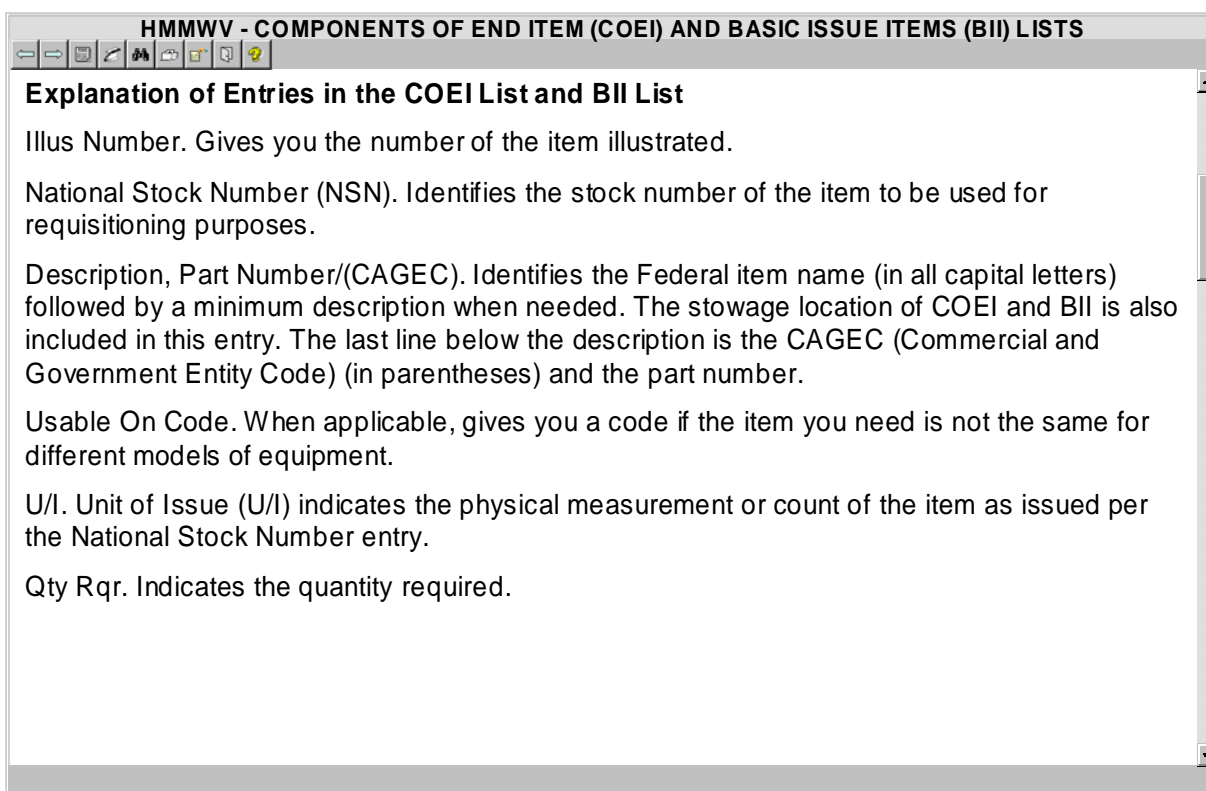 HMMWV - COMPONENTS OF END ITEM (COEI) AND BASIC ISSUE ITEMS (BII) LISTS
Explanation of Entries in the COEI List and BII List
Illus Number. Gives you the number of the item illustrated.
National Stock Number (NSN). Identifies the stock number of the item to be used for
requisitioning purposes.
Description, Part Number/(CAGEC). Identifies the Federal item name (in all capital letters)
followed by a minimum description when needed. The stowage location of COEI and BII is also
included in this entry. The last line below the description is the CAGEC (Commercial and
Government Entity Code) (in parentheses) and the part number.
Usable On Code. When applicable, gives you a code if the item you need is not the same for
different models of equipment.
U/I. Unit of Issue (U/I) indicates the physical measurement or count of the item as issued per
the National Stock Number entry.
Qty Rqr. Indicates the quantity required.